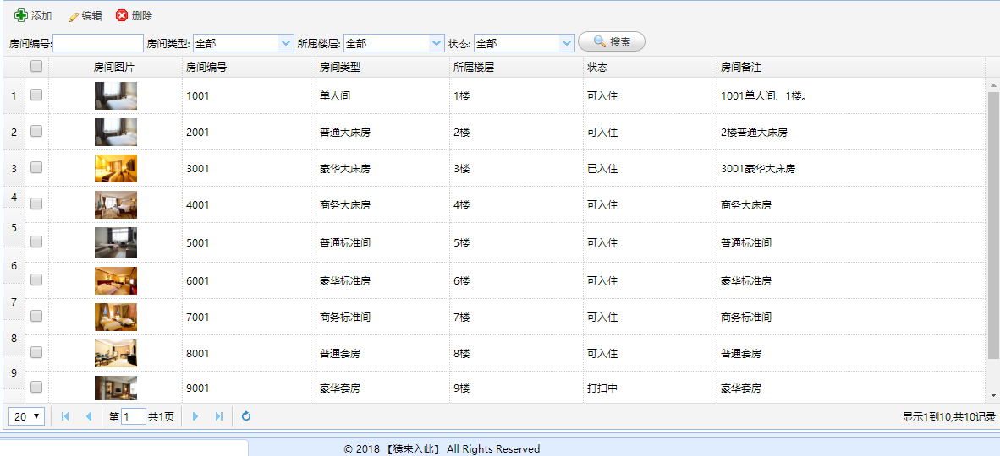 添加 编辑 删除
房间编号: 房间类型: 全部 所属楼层: 全部 状态: 全部 搜索
房间图片 房间编号 房间类型 所属楼层 状态 房间备注
1 1001 单人间 1楼 可入住 1001单人间、1楼。
2 2001 普通大床房 2楼 可入住 2楼普通大床房
3 3001 豪华大床房 3楼 已入住 3001豪华大床房
4 4001 商务大床房 4楼 可入住 商务大床房
5 5001 普通标准间 5楼 可入住 普通标准间
6 6001 豪华标准房 6楼 可入住 豪华标准房
7 7001 商务标准间 7楼 可入住 商务标准间
8 8001 普通套房 8楼 可入住 普通套房
9 9001 豪华套房 9楼 打扫中 豪华套房
20 第 1 共1页 显示1到10,共10记录
© 2018 【猿来入此】 All Rights Reserved